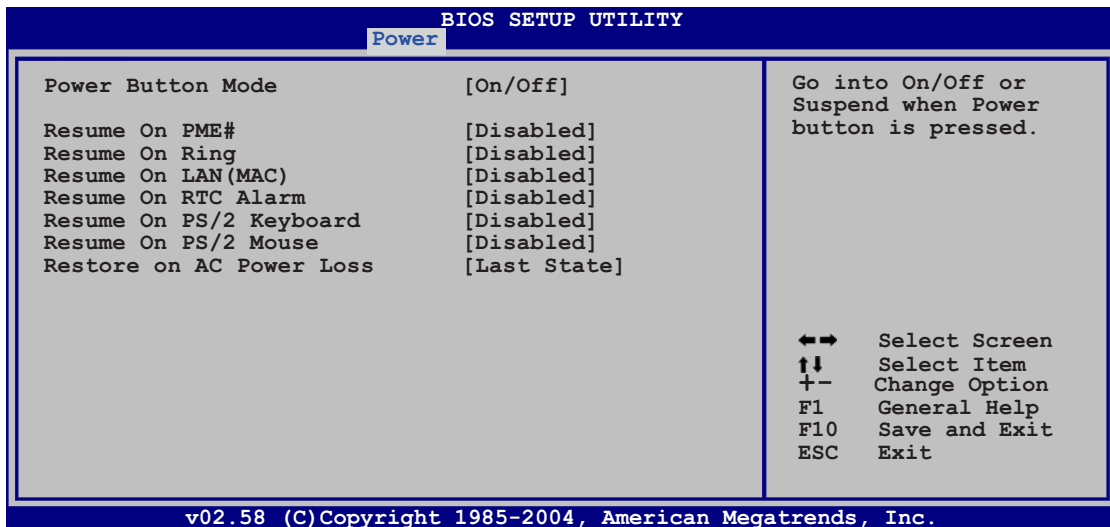 BIOS SETUP UTILITY
Power
Power Button Mode [On/Off]
Resume On PME# [Disabled]
Resume On Ring [Disabled]
Resume On LAN(MAC) [Disabled]
Resume On RTC Alarm [Disabled]
Resume On PS/2 Keyboard [Disabled]
Resume On PS/2 Mouse [Disabled]
Restore on AC Power Loss [Last State]
Go into On/Off or
Suspend when Power
button is pressed.
←→ Select Screen
↑↓ Select Item
+- Change Option
F1 General Help
F10 Save and Exit
ESC Exit
v02.58 (C)Copyright 1985-2004, American Megatrends, Inc.